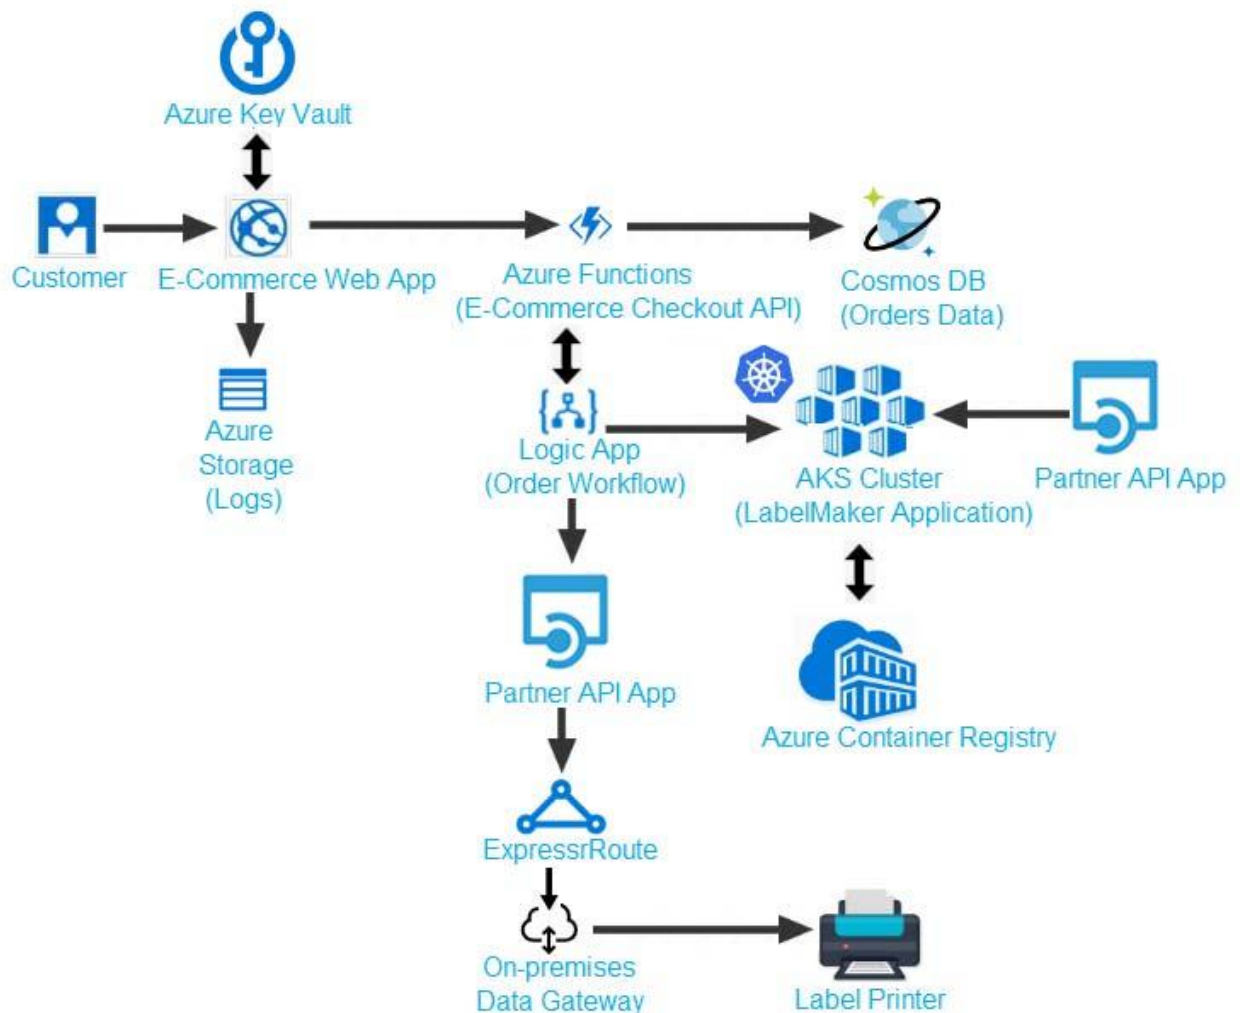 Azure Key Vault
Customer
E-Commerce Web App
Azure Functions
(E-Commerce Checkout API)
Cosmos DB
(Orders Data)
Azure
Storage
(Logs)
Logic App
(Order Workflow)
AKS Cluster
(LabelMaker Application)
Partner API App
Partner API App
Azure Container Registry
ExpressrRoute
On-premises
Data Gateway
Label Printer